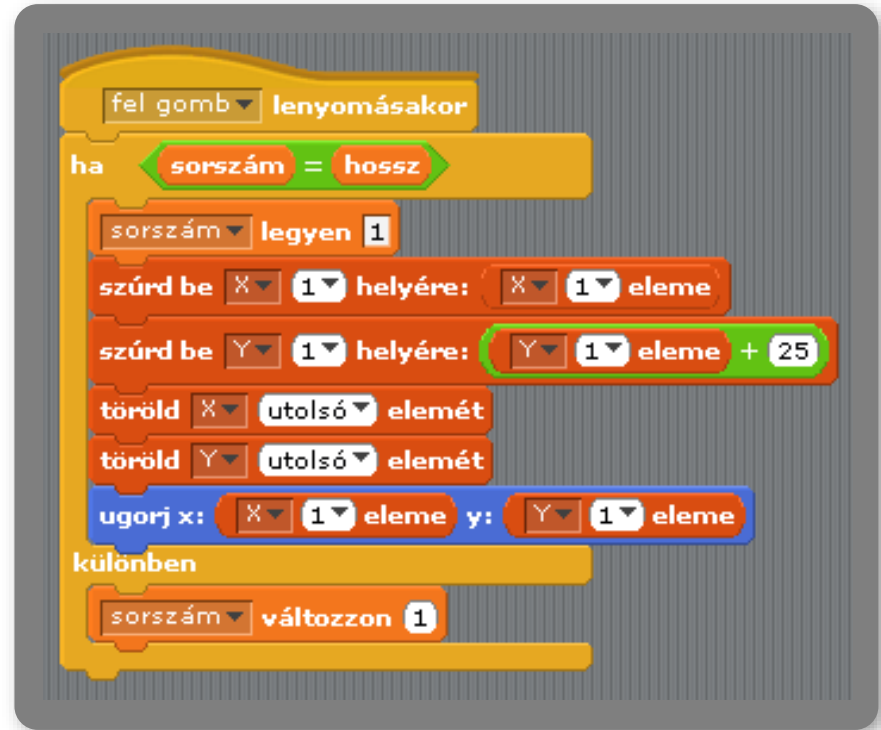 fel gomb lenyomásakor
ha sorszám = hossz
sorszám legyen 1
szúrd be X 1 helyére: X 1 eleme
szúrd be Y 1 helyére: Y 1 eleme + 25
töröld X utolsó elemét
töröld Y utolsó elemét
ugorj x: X 1 eleme y: Y 1 eleme
különben
sorszám változzon 1